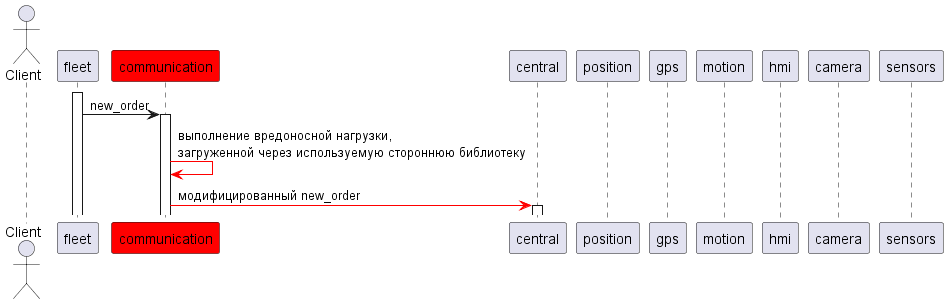 Client
fleet
communication
central
position
gps
motion
hmi
camera
sensors
new_order
выполнение вредоносной нагрузки,
загруженной через используемую стороннюю библиотеку
модифицированный new_order
Client
fleet
communication
central
position
gps
motion
hmi
camera
sensors